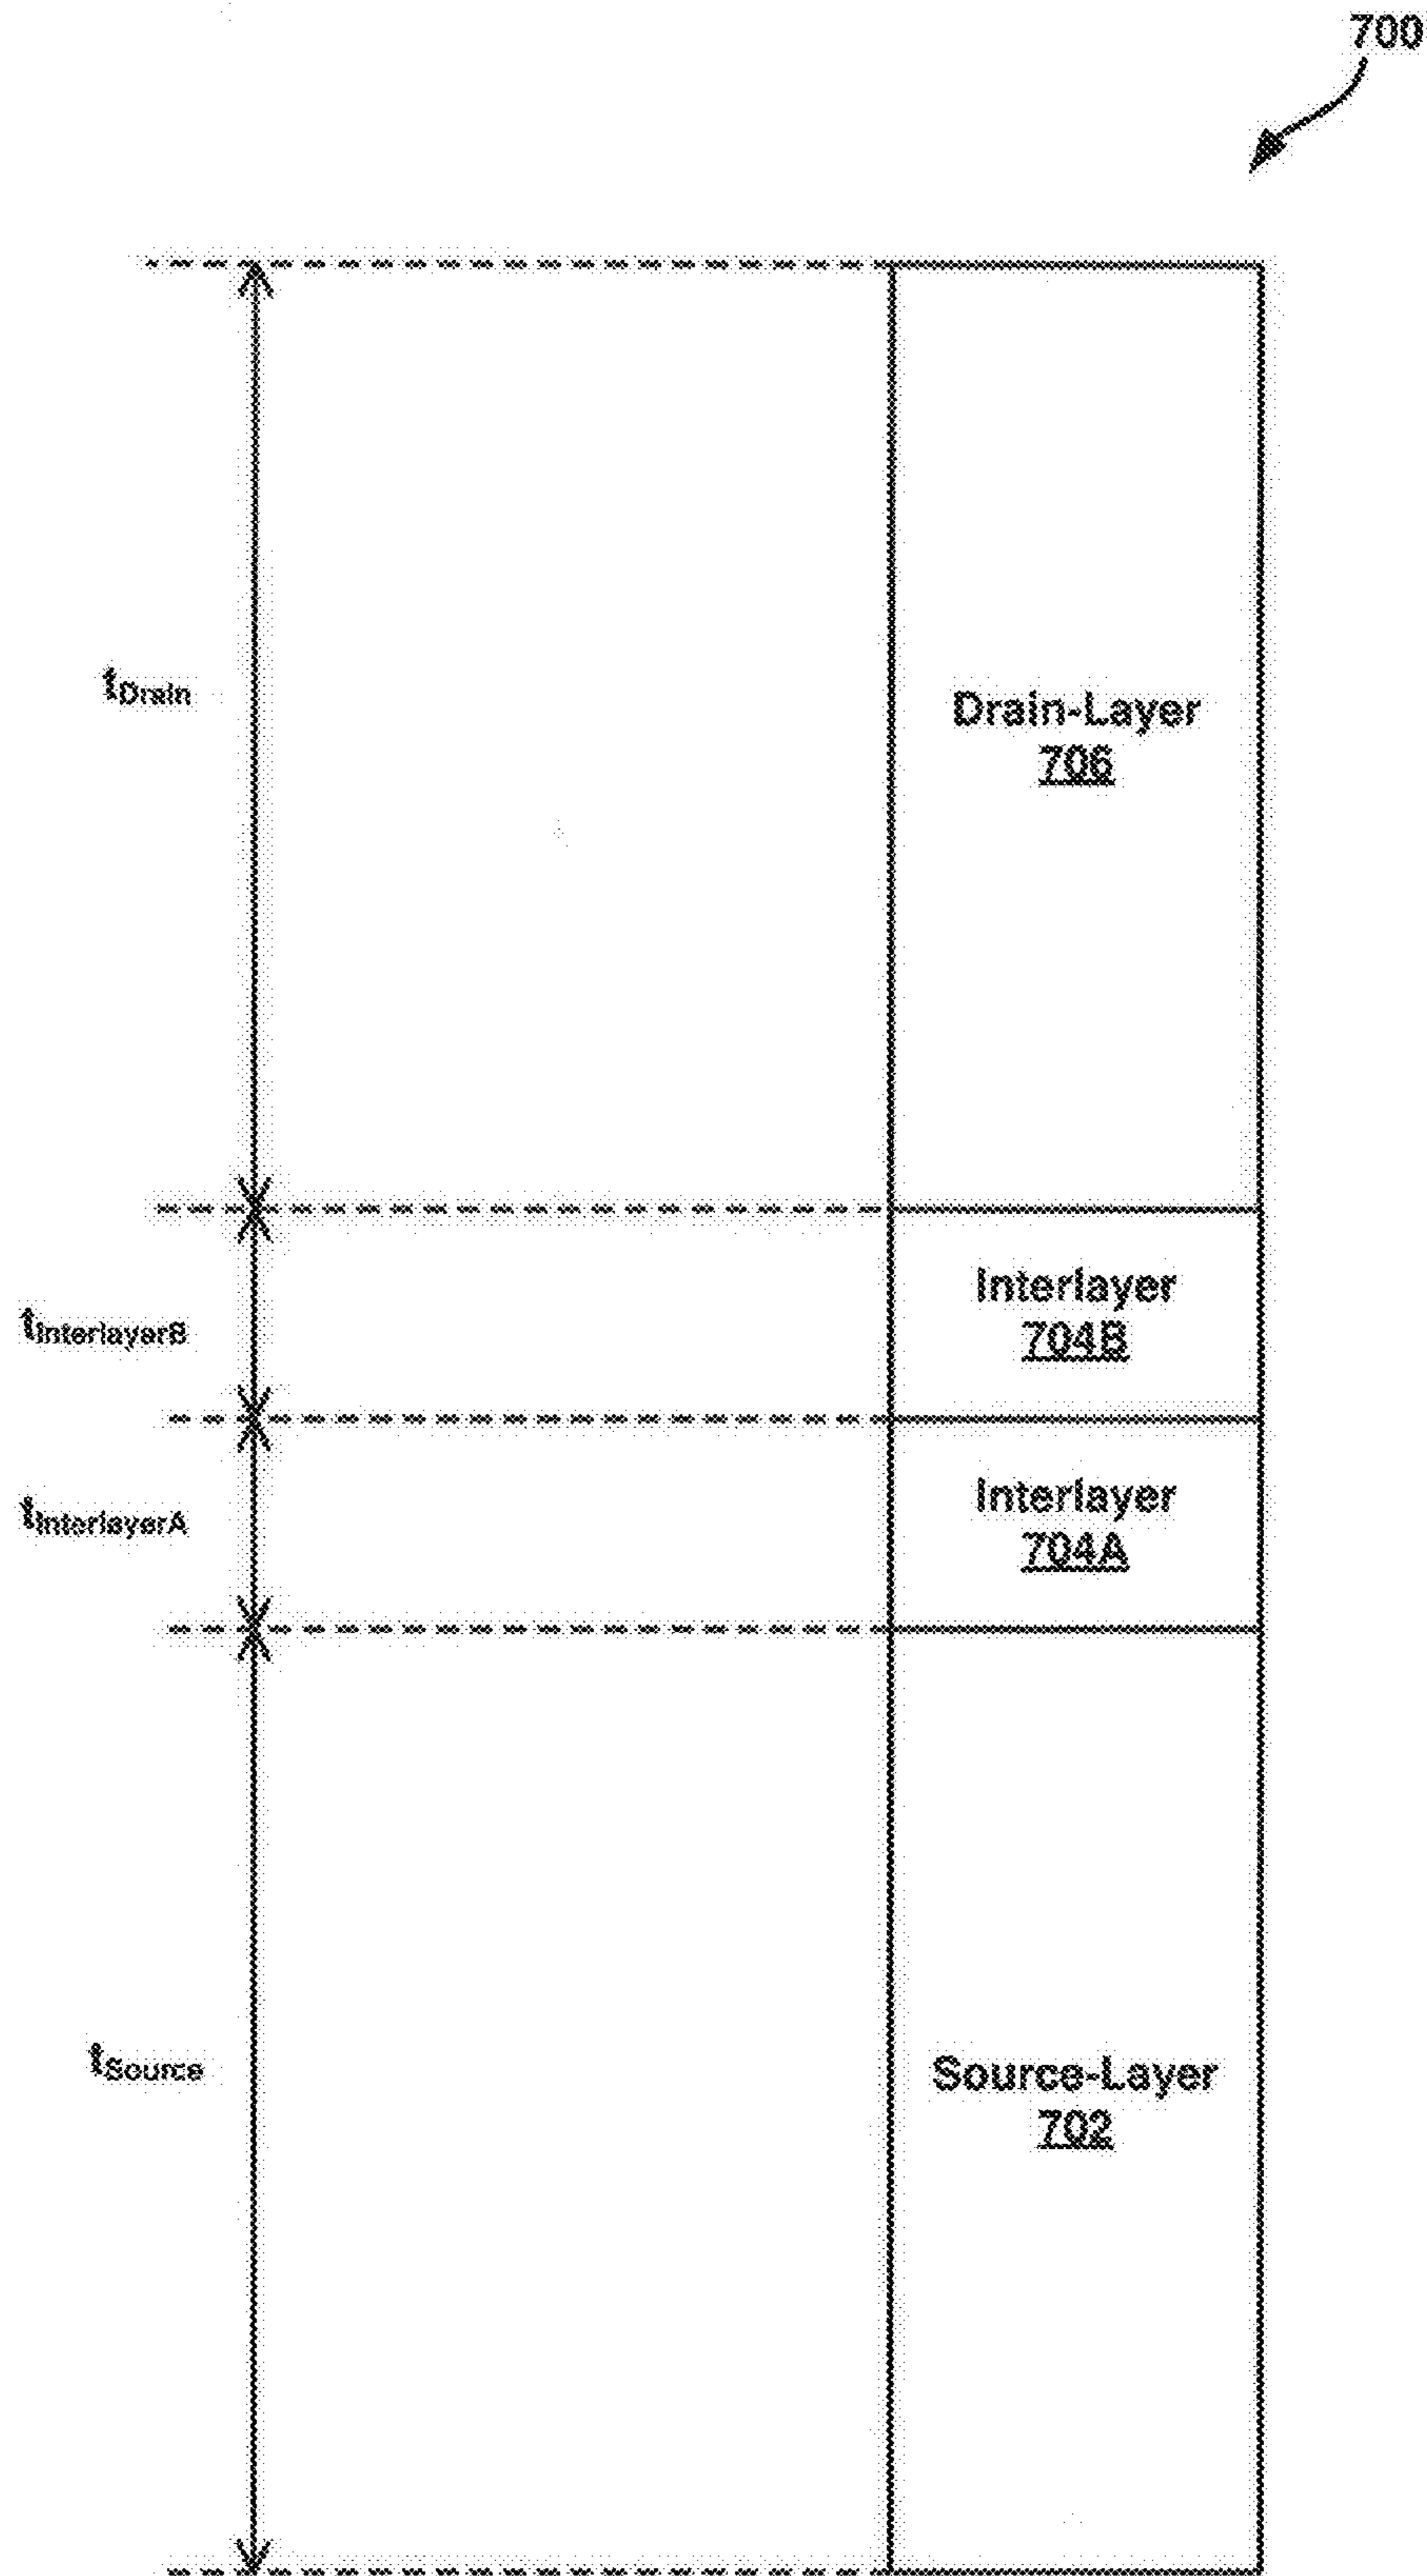 700
tDrain
Drain-Layer
706
Interlayer
704B
tInterlayerB
Interlayer
704A
tInterlayerA
tSource
Source-Layer
702